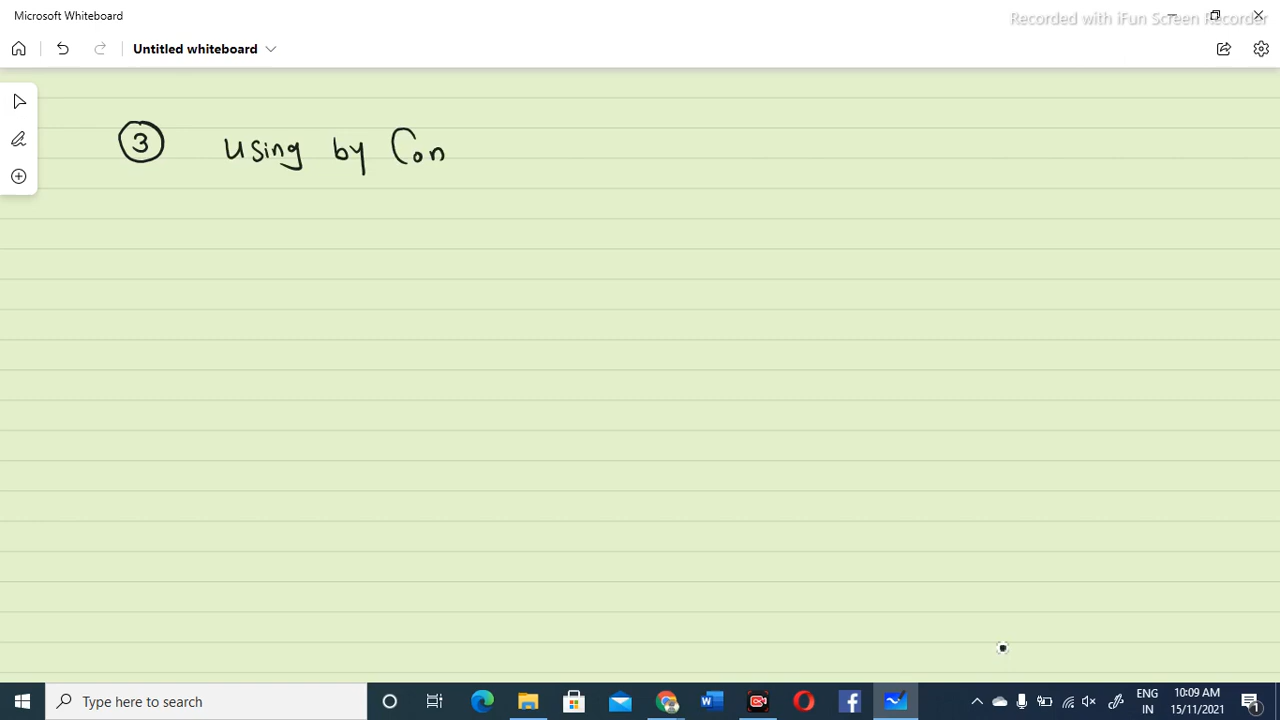 Microsoft Whiteboard
Recorded with iFun Screen Recorder
Untitled whiteboard
3 using by Con
Type here to search
ENG 10:09 AM
IN 15/11/2021
1